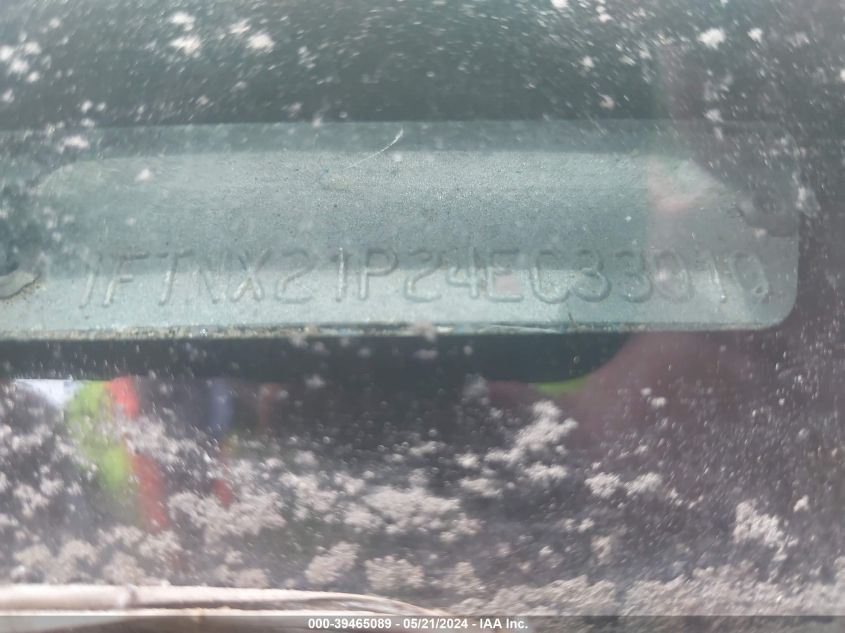 1FTNX21P24EC33010
000-39465089 - 05/21/2024 - IAA, Inc.